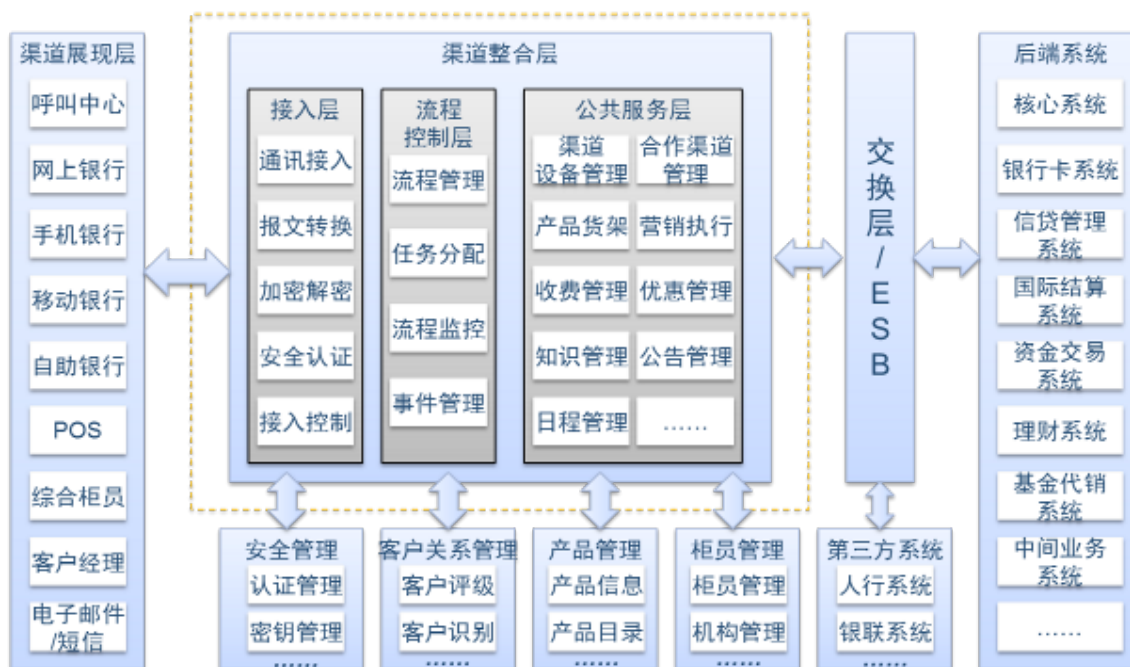 渠道展现层
呼叫中心
网上银行
手机银行
移动银行
自助银行
POS
综合柜员
客户经理
电子邮件
/短信
渠道整合层
接入层
通讯接入
报文转换
加密解密
安全认证
接入控制
流程
控制层
流程管理
任务分配
流程监控
事件管理
公共服务层
渠道
设备管理
合作渠道
管理
产品货架
营销执行
收费管理
优惠管理
知识管理
公告管理
日程管理
……
交换层/ESB
后端系统
核心系统
银行卡系统
信贷管理
系统
国际结算
系统
资金交易
系统
理财系统
基金代销
系统
中间业务
系统
……
安全管理
认证管理
密钥管理
……
客户关系管理
客户评级
客户识别
……
产品管理
产品信息
产品目录
……
柜员管理
柜员管理
机构管理
……
第三方系统
人行系统
银联系统
……